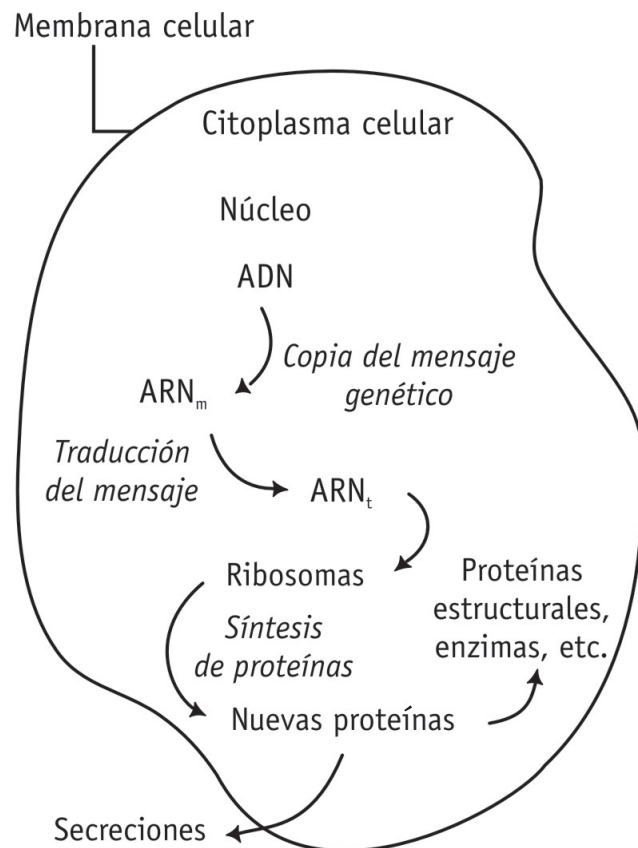 Membrana celular
Citoplasma celular
Núcleo
ADN
Copia del mensaje
genético
ARNm
Traducción
del mensaje
ARNt
Ribosomas
Proteínas
estructurales,
enzimas, etc.
Síntesis
de proteínas
Nuevas proteínas
Secreciones